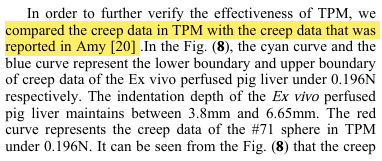 In order to further verify the effectiveness of TPM, we
compared the creep data in TPM with the creep data that was
reported in Amy [20] .In the Fig. (8), the cyan curve and the
blue curve represent the lower boundary and upper boundary
of creep data of the Ex vivo perfused pig liver under 0.196N
respectively. The indentation depth of the Ex vivo perfused
pig liver maintains between 3.8mm and 6.65mm. The red
curve represents the creep data of the #71 sphere in TPM
under 0.196N. It can be seen from the Fig. (8) that the creep